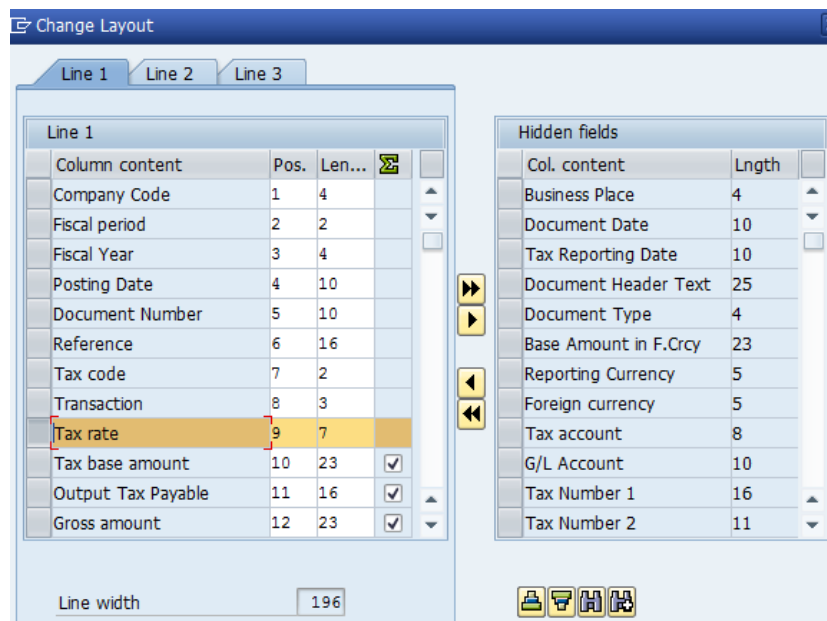 Change Layout
Line 1 Line 2 Line 3
Line 1
Column content Pos. Len...
Company Code 1 4
Fiscal period 2 2
Fiscal Year 3 4
Posting Date 4 10
Document Number 5 10
Reference 6 16
Tax code 7 2
Transaction 8 3
Tax rate 9 7
Tax base amount 10 23
Output Tax Payable 11 16
Gross amount 12 23
Line width 196
Hidden fields
Col. content Lngth
Business Place 4
Document Date 10
Tax Reporting Date 10
Document Header Text 25
Document Type 4
Base Amount in F.Crcy 23
Reporting Currency 5
Foreign currency 5
Tax account 8
G/L Account 10
Tax Number 1 16
Tax Number 2 11